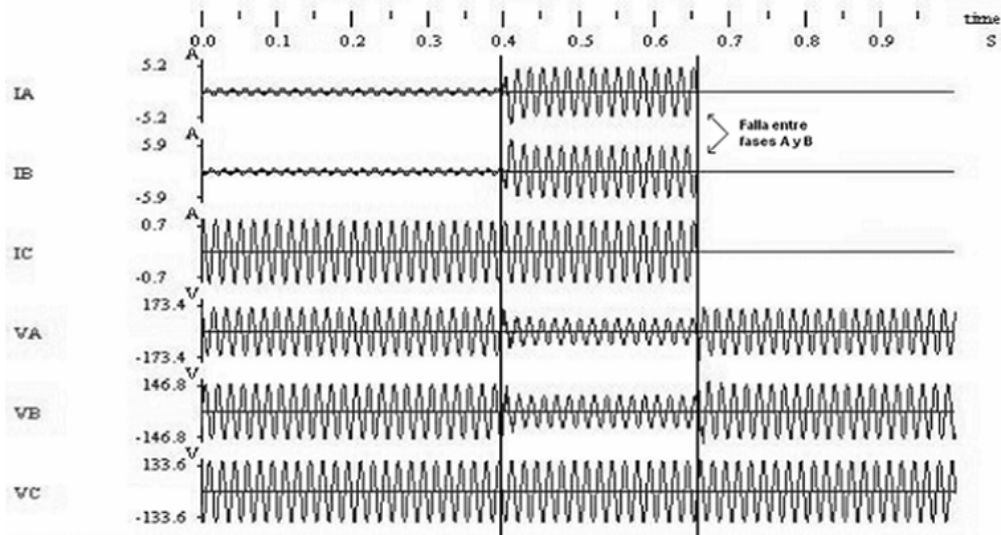 time
0.0 0.1 0.2 0.3 0.4 0.5 0.6 0.7 0.8 0.9 S
A
5.2
IA
-5.2
A
5.9
IB
-5.9
A
0.7
IC
-0.7
V
173.4
VA
-173.4
V
146.8
VB
-146.8
V
133.6
VC
-133.6
Falla entre
fases A y B